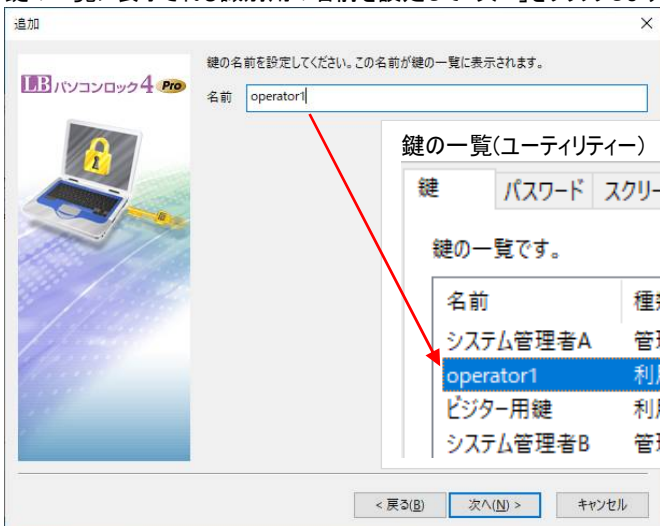 追加
鍵の名前を設定してください。この名前が鍵の一覧に表示されます。
LB パソコンロック4 Pro
名前 operator1
鍵の一覧(ユーティリティー)
鍵 パスワード スクリー
鍵の一覧です。
名前
システム管理者A
operator1
ビジター用鍵
システム管理者B
< 戻る(B) 次へ(N) > キャンセル